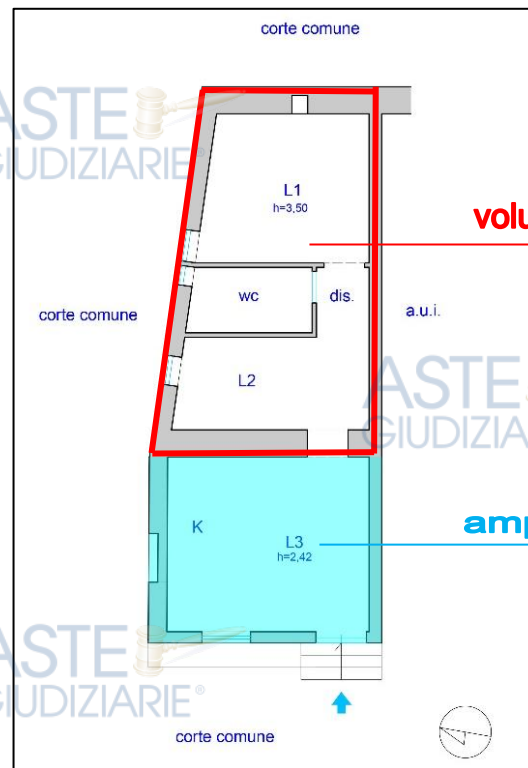 corte comune
ASTE
GIUDIZIARIE®
L1
h=3,50
volu
wc
dis.
corte comune
a.u.i.
L2
ASTE
GIUDIZIA
K
L3
h=2,42
amp
ASTE
GIUDIZIARIE®
corte comune